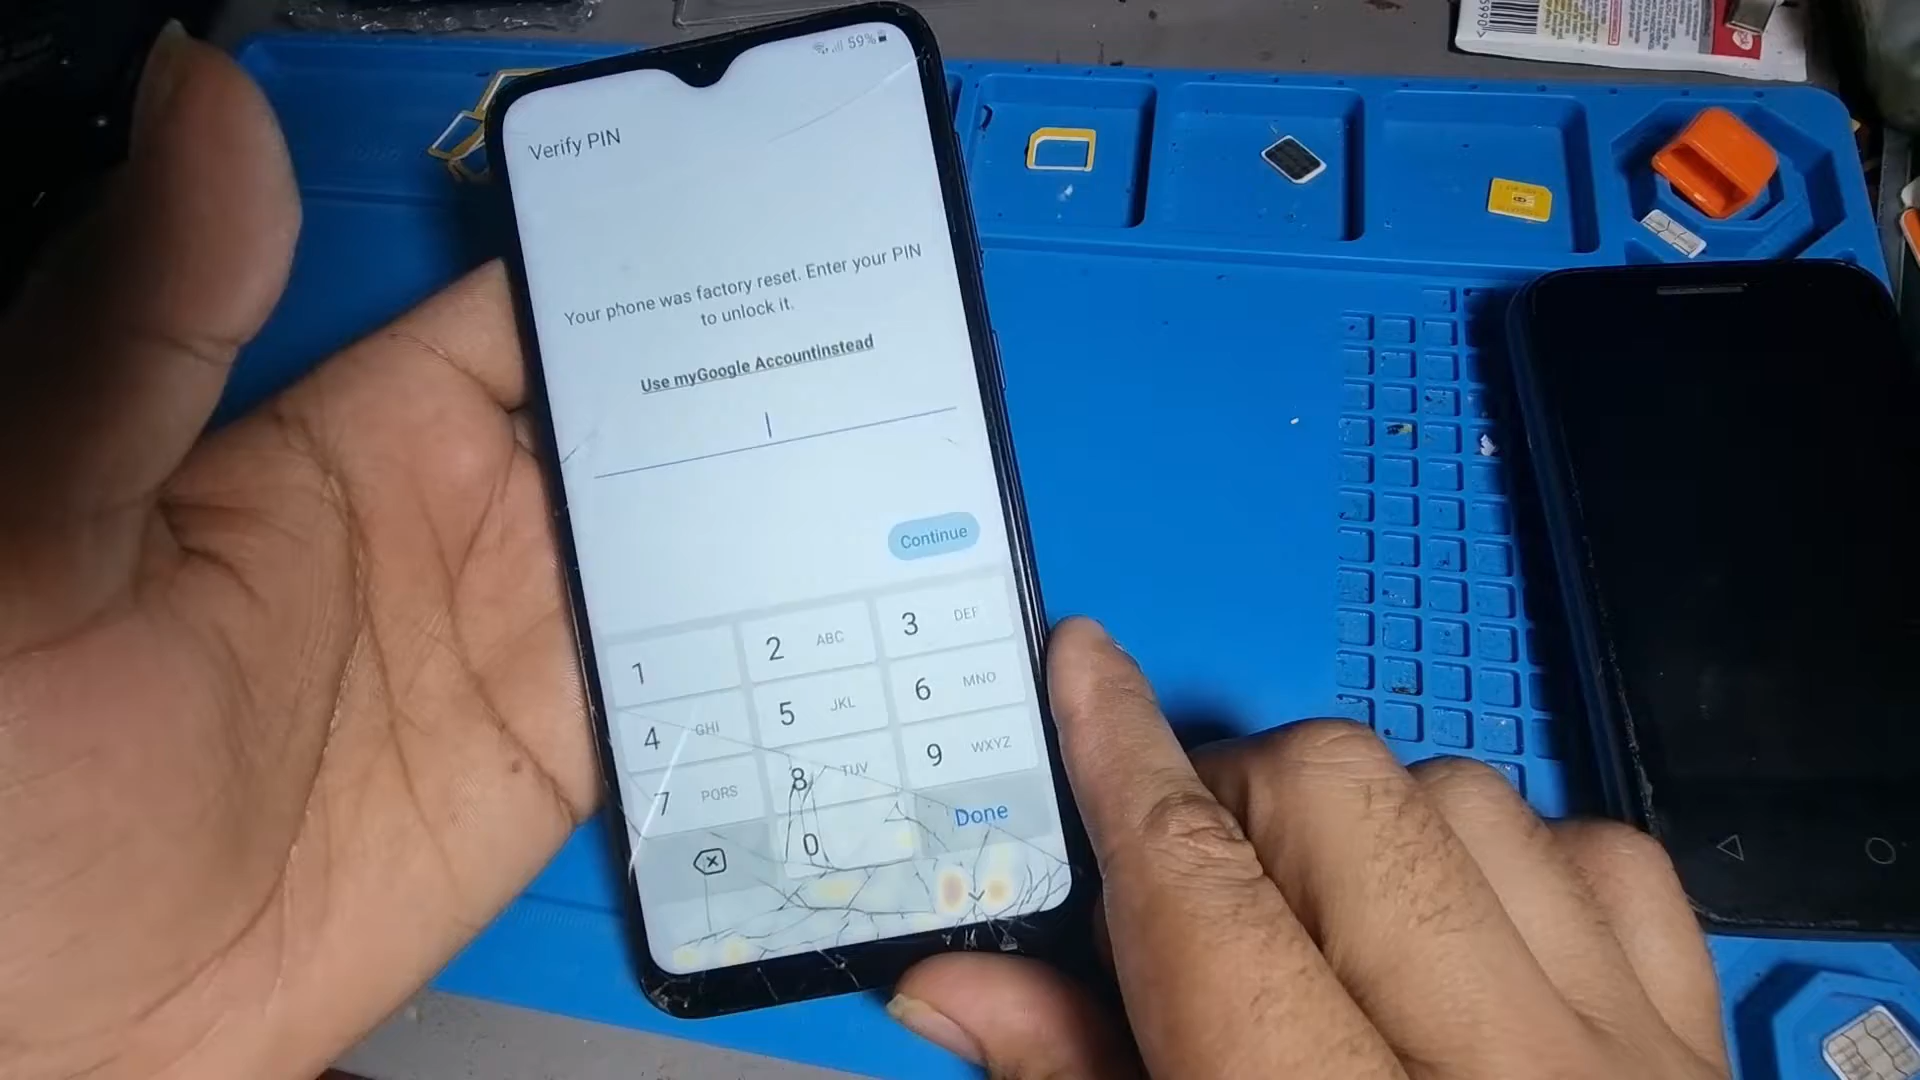 59%
Verify PIN
Your phone was factory reset. Enter your PIN
to unlock it.
Use myGoogle Accountinstead
Continue
1
2 ABC
3 DEF
4 GHI
5 JKL
6 MNO
7 PQRS
8 TUV
9 WXYZ
0
Done